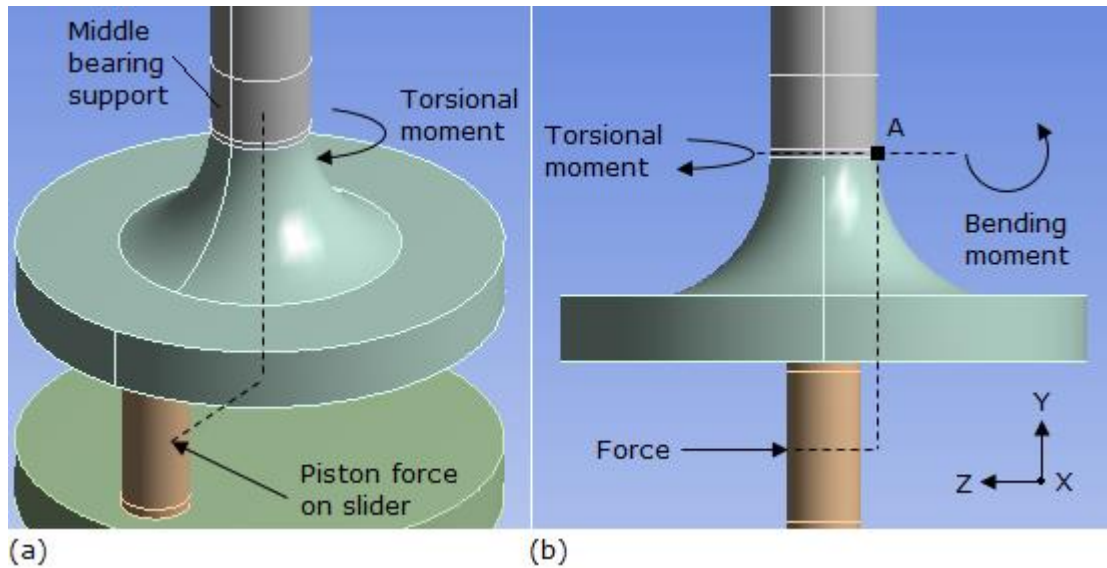 Middle
bearing
support
Torsional
moment
Piston force
on slider
(a)
Torsional
moment
A
Bending
moment
Force
Y
Z
X
(b)